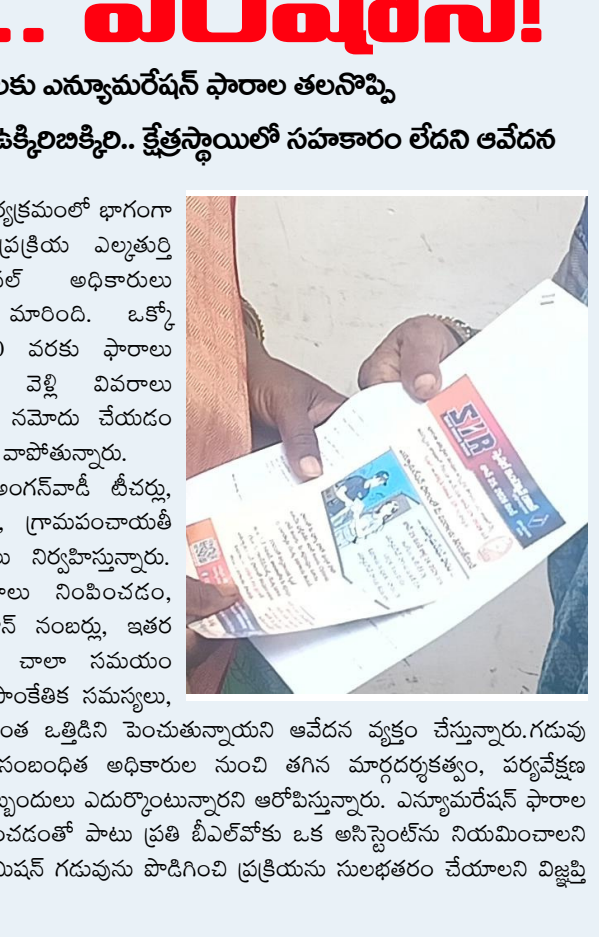 .. పరేషాన్!
లకు ఎన్యూమరేషన్ ఫారాల తలనొప్పి
ఉక్కిరిబిక్కిరి.. క్షేత్రస్థాయిలో సహకారం లేదని ఆవేదన
ర్యక్రమంలో భాగంగా
ప్రక్రియ ఎల్కతుర్తి
వల్ అధికారులు
మారింది. ఒక్కో
0 వరకు ఫారాలు
వెళ్లి వివరాలు
నమోదు చేయడం
వాపోతున్నారు.
అంగన్‌వాడీ టీచర్లు,
, గ్రామపంచాయతీ
లు నిర్వహిస్తున్నారు.
రాలు నింపించడం,
న్ నంబర్లు, ఇతర
చాలా సమయం
సాంకేతిక సమస్యలు,
ంత ఒత్తిడిని పెంచుతున్నాయని ఆవేదన వ్యక్తం చేస్తున్నారు.గడువు
సంబంధిత అధికారుల నుంచి తగిన మార్గదర్శకత్వం, పర్యవేక్షణ
బ్బందులు ఎదుర్కొంటున్నారని ఆరోపిస్తున్నారు. ఎన్యూమరేషన్ ఫారాల
ంచడంతో పాటు ప్రతి బీఎల్‌వోకు ఒక అసిస్టెంట్‌ను నియమించాలని
మిషన్ గడువును పొడిగించి ప్రక్రియను సులభతరం చేయాలని విజ్ఞప్తి
SIR